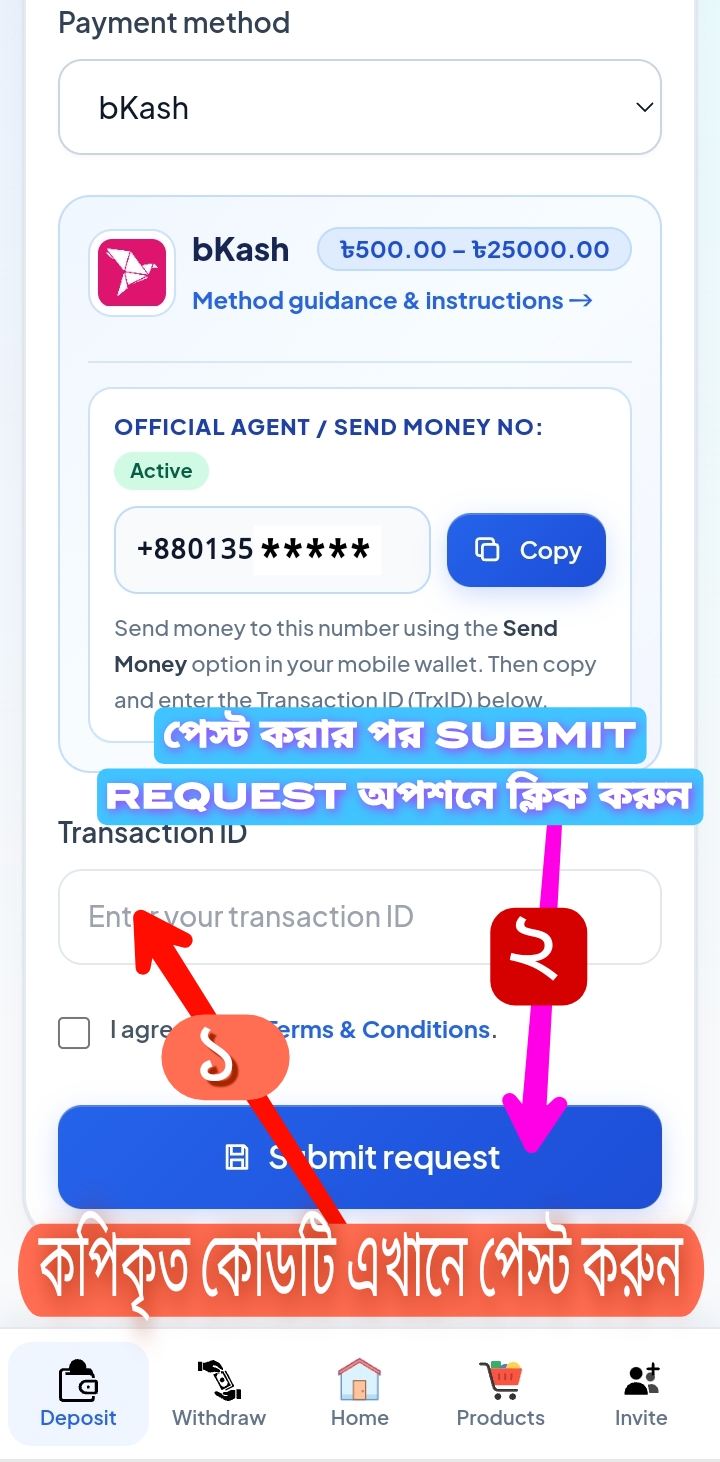 Payment method
bKash
bKash
৳500.00 – ৳25000.00
Method guidance & instructions →
OFFICIAL AGENT / SEND MONEY NO:
Active
+880135*****
Copy
Send money to this number using the Send
Money option in your mobile wallet. Then copy
and enter the Transaction ID (TrxID) below.
পেস্ট করার পর SUBMIT
REQUEST অপশনে ক্লিক করুন
Transaction ID
Enter your transaction ID
২
I agre Terms & Conditions.
১
Submit request
কপিকৃত কোডটি এখানে পেস্ট করুন
Deposit
Withdraw
Home
Products
Invite